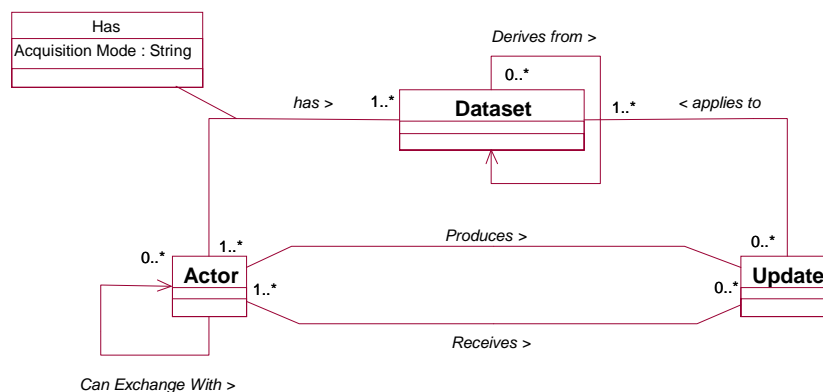 Has
Acquisition Mode : String
Derives from >
0..*
has >
1..*
Dataset
1..*
< applies to
0..*
1..*
Produces >
0..*
Actor
Update
1..*
0..*
Receives >
Can Exchange With >